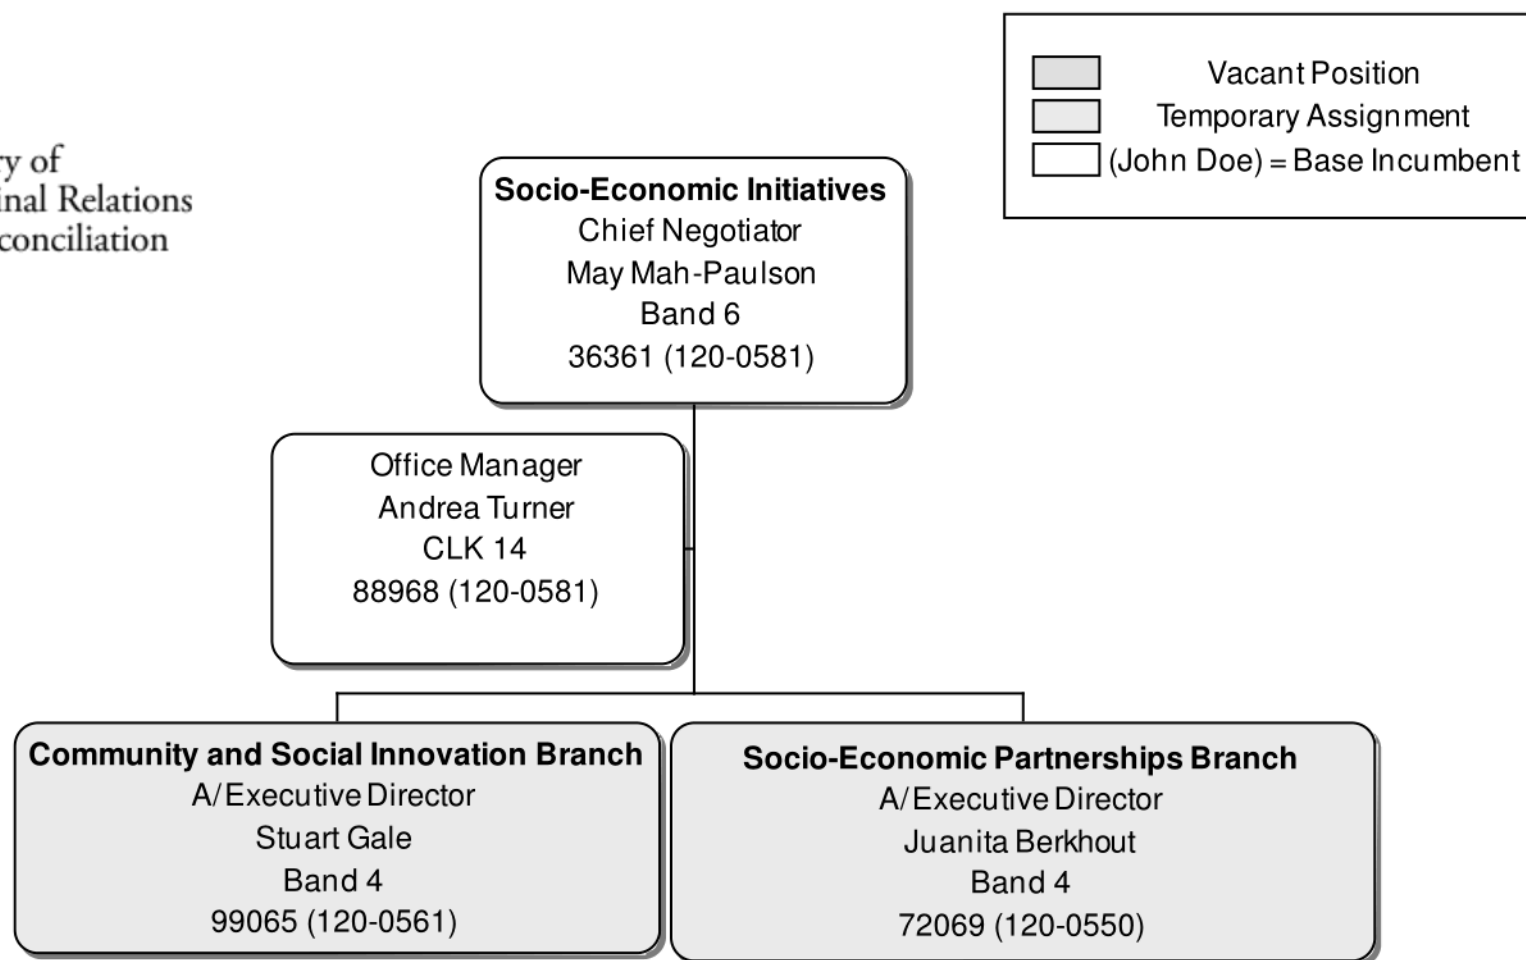 Vacant Position
Temporary Assignment
(John Doe) = Base Incumbent
of
Relations
Socio-Economic Initiatives
Chief Negotiator
May Mah-Paulson
Band 6
36361 (120-0581)
Office Manager
Andrea Turner
CLK 14
88968 (120-0581)
Community and Social Innovation Branch
A/Executive Director
Stuart Gale
Band 4
99065 (120-0561)
Socio-Economic Partnerships Branch
A/Executive Director
Juanita Berkhout
Band 4
72069 (120-0550)